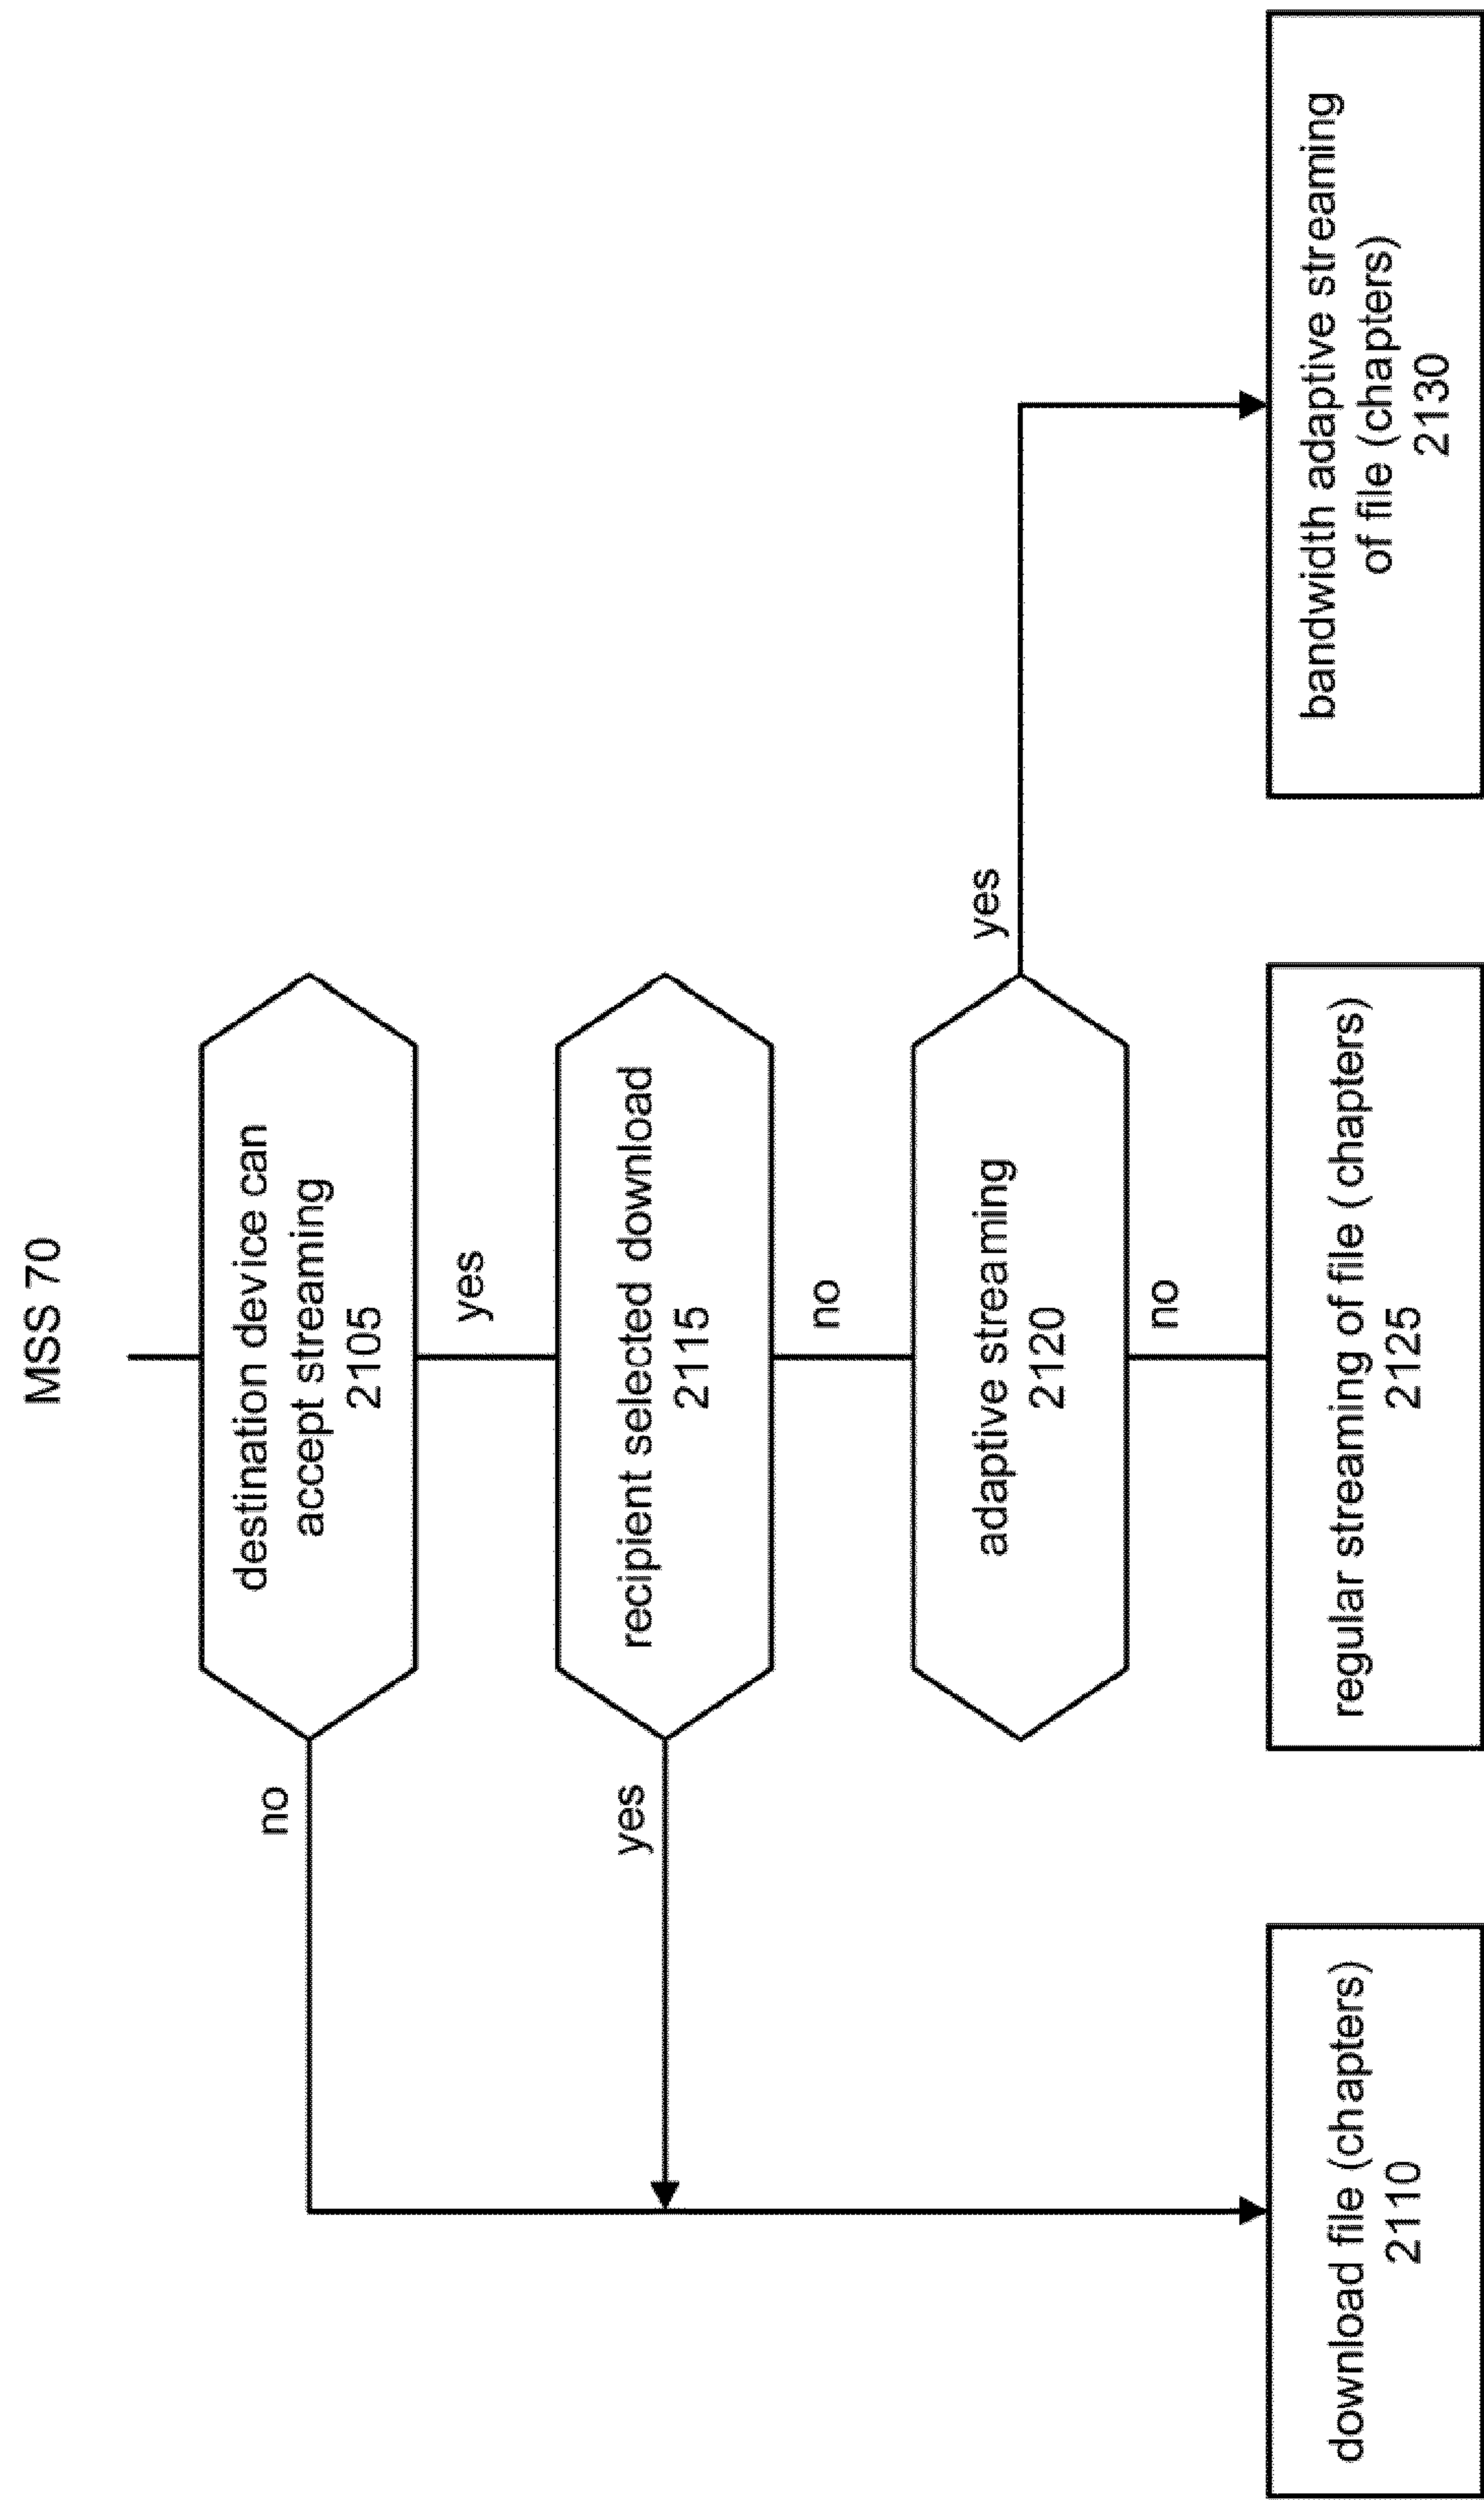 MSS 70
destination device can
accept streaming
2105
no
yes
recipient selected download
2115
yes
no
adaptive streaming
2120
yes
no
download file (chapters)
2110
regular streaming of file (chapters)
2125
bandwidth adaptive streaming
of file (chapters)
2130